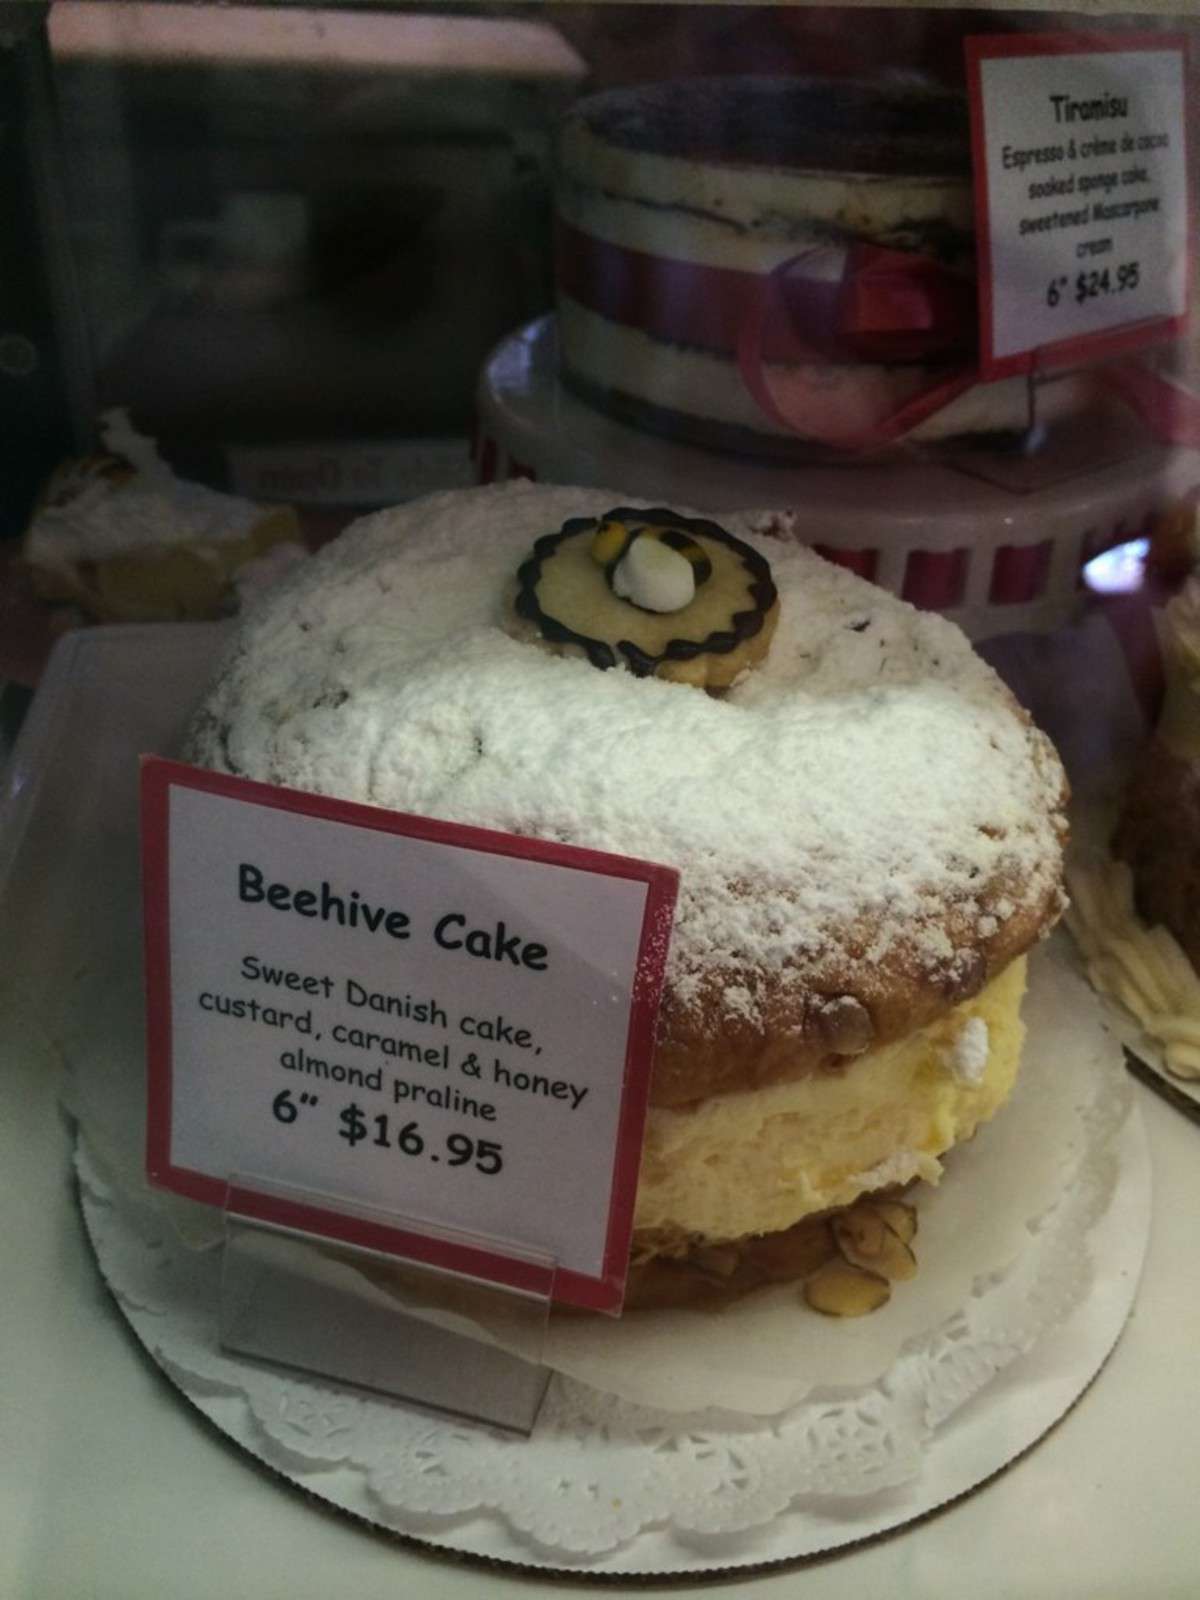 Tiramisu
Espresso & crème de cacao
soaked sponge cake,
sweetened Mascarpone
cream
6" $24.95
Beehive Cake
Sweet Danish cake,
custard, caramel & honey
almond praline
6" $16.95